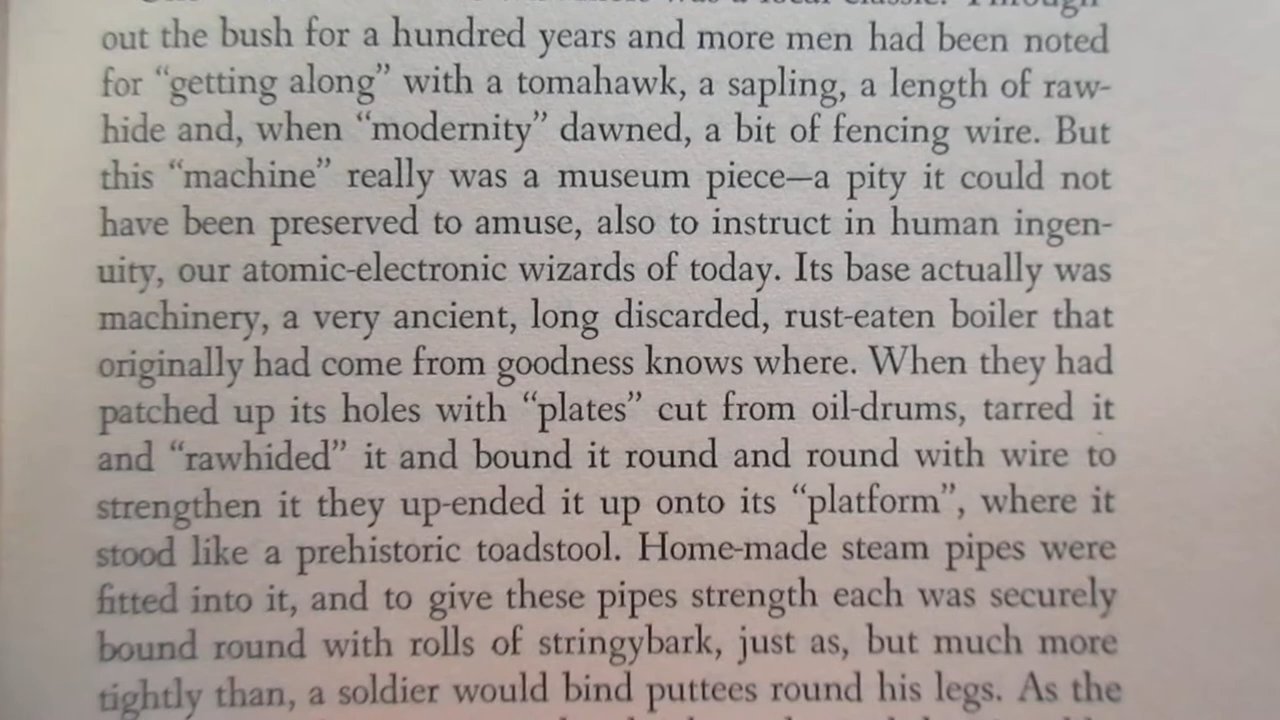 was a local classic. Through
out the bush for a hundred years and more men had been noted
for “getting along” with a tomahawk, a sapling, a length of raw-
hide and, when “modernity” dawned, a bit of fencing wire. But
this “machine” really was a museum piece—a pity it could not
have been preserved to amuse, also to instruct in human ingen-
uity, our atomic-electronic wizards of today. Its base actually was
machinery, a very ancient, long discarded, rust-eaten boiler that
originally had come from goodness knows where. When they had
patched up its holes with “plates” cut from oil-drums, tarred it
and “rawhided” it and bound it round and round with wire to
strengthen it they up-ended it up onto its “platform”, where it
stood like a prehistoric toadstool. Home-made steam pipes were
fitted into it, and to give these pipes strength each was securely
bound round with rolls of stringybark, just as, but much more
tightly than, a soldier would bind puttees round his legs. As the